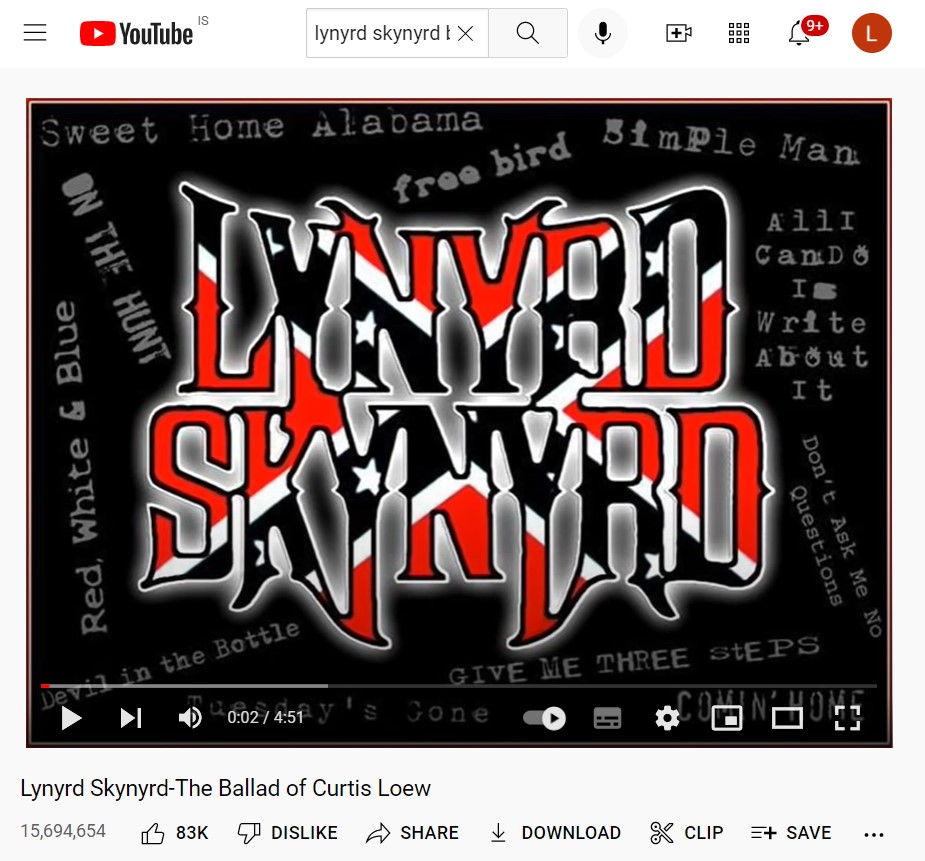 YouTube IS
lynyrd skynyrd
9+
L
Sweet Home Alabama
free bird
Simple Man
ON THE HUNT
LYNYRD
SKYNYRD
All I
Can Do
Is
Write
About
It
Red, White & Blue
Don't Ask Me No
Questions
Devil in the Bottle
GIVE ME THREE stEPS
Tuesday's Gone
COMIN' HOME
0:02 / 4:51
Lynyrd Skynyrd-The Ballad of Curtis Loew
15,694,654
83K
DISLIKE
SHARE
DOWNLOAD
CLIP
SAVE